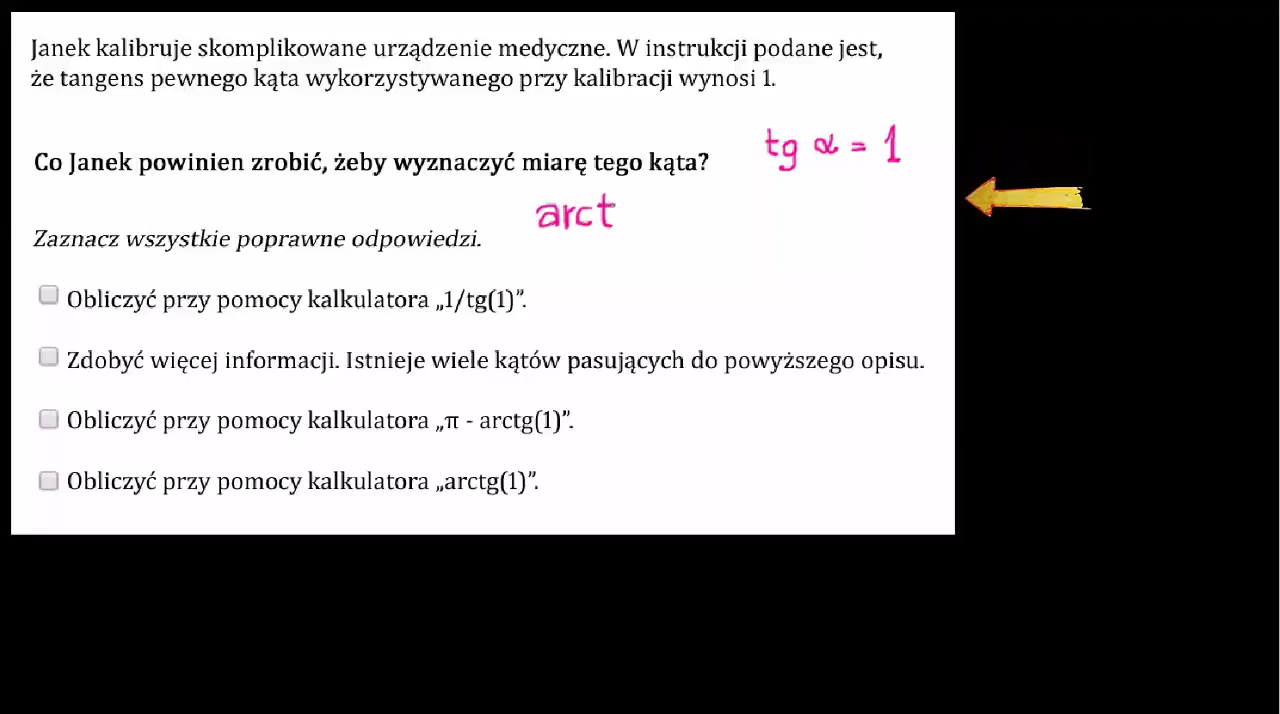 Janek kalibruje skomplikowane urządzenie medyczne. W instrukcji podane jest,
że tangens pewnego kąta wykorzystywanego przy kalibracji wynosi 1.
tg α = 1
Co Janek powinien zrobić, żeby wyznaczyć miarę tego kąta?
arct
Zaznacz wszystkie poprawne odpowiedzi.
Obliczyć przy pomocy kalkulatora „1/tg(1)”.
Zdobyć więcej informacji. Istnieje wiele kątów pasujących do powyższego opisu.
Obliczyć przy pomocy kalkulatora „π - arctg(1)”.
Obliczyć przy pomocy kalkulatora „arctg(1)”.